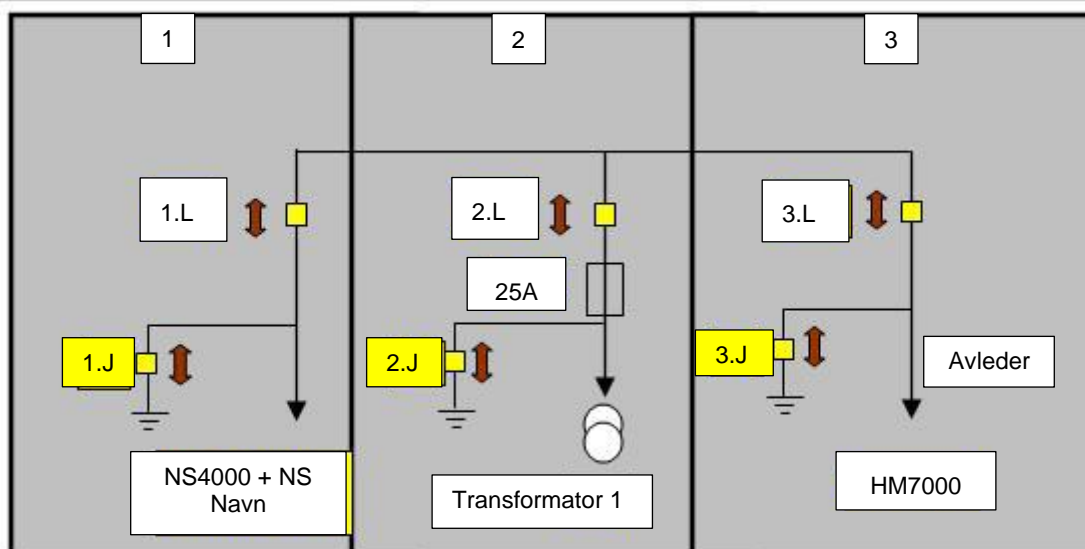 1
2
3
1.L
2.L
3.L
25A
1.J
2.J
3.J
Avleder
NS4000 + NS
Navn
Transformator 1
HM7000